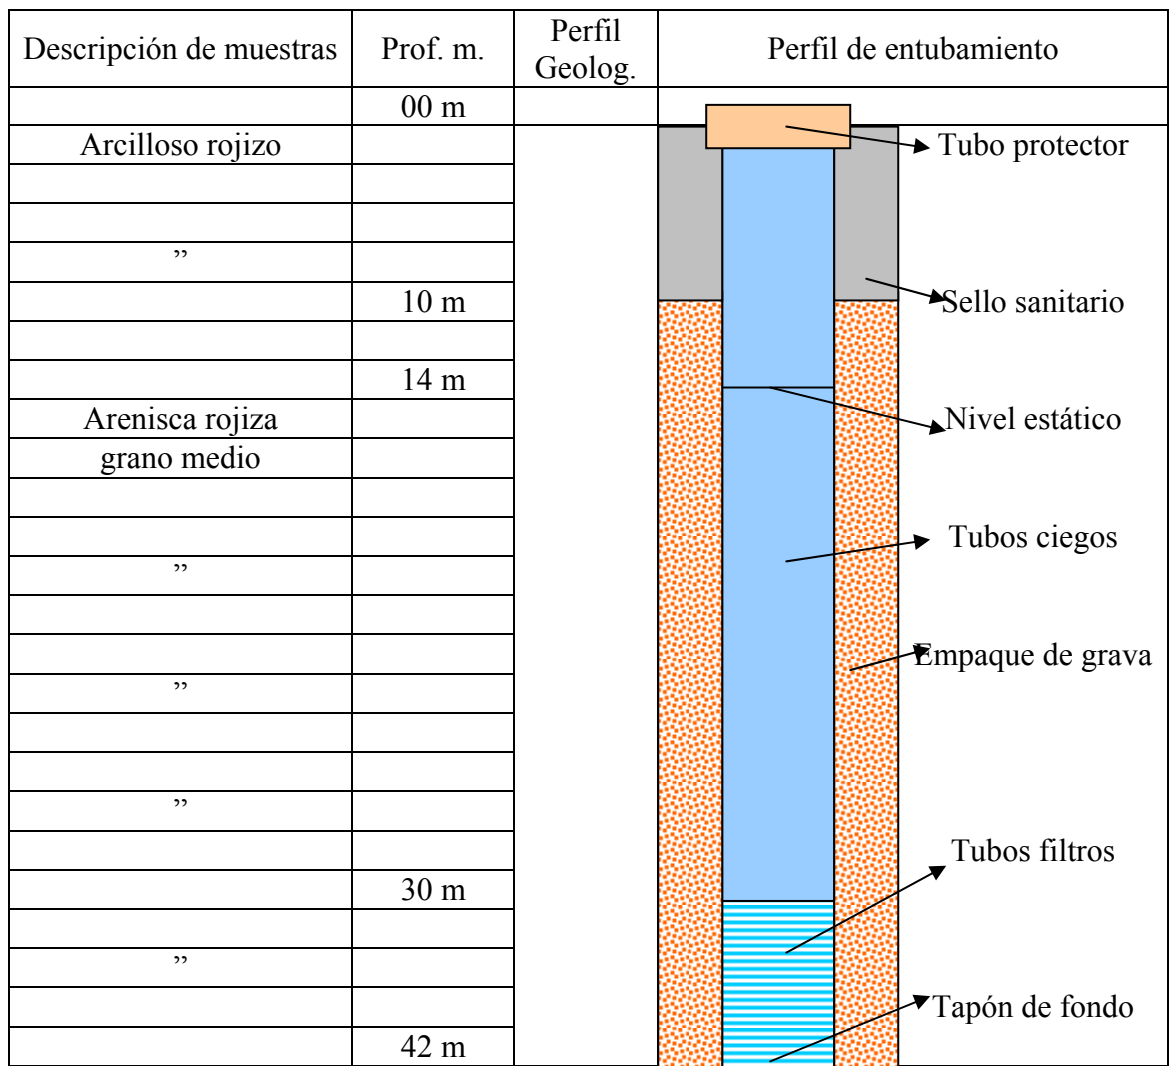 Descripción de muestras
Prof. m.
Perfil
Geolog.
Perfil de entubamiento
00 m
Arcilloso rojizo
Tubo protector
”
10 m
Sello sanitario
14 m
Arenisca rojiza
Nivel estático
grano medio
Tubos ciegos
”
Empaque de grava
”
”
Tubos filtros
30 m
”
Tapón de fondo
42 m